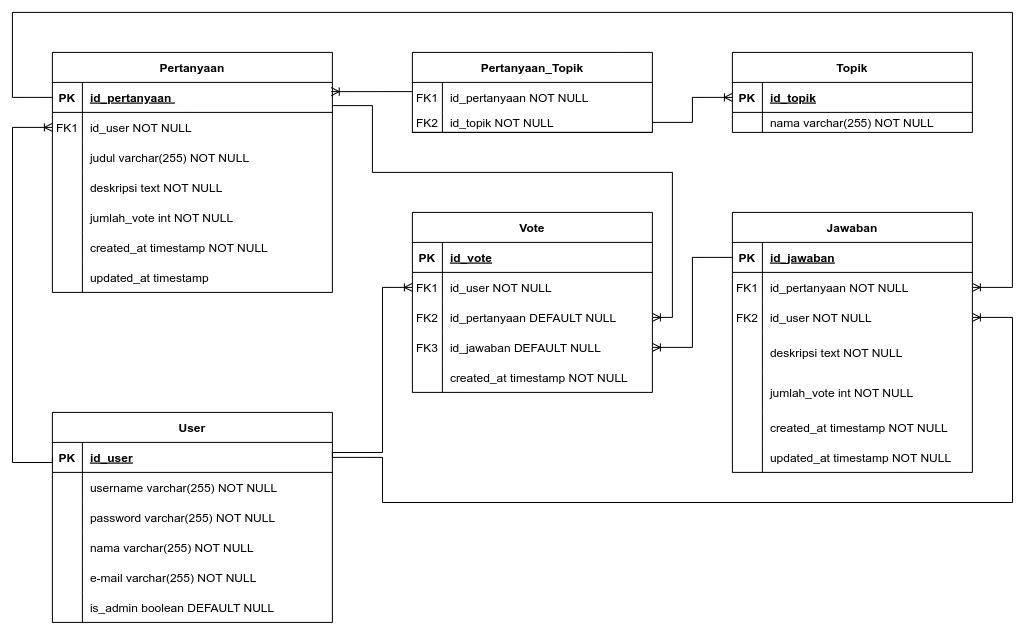 Pertanyaan
PK id_pertanyaan
FK1 id_user NOT NULL
judul varchar(255) NOT NULL
deskripsi text NOT NULL
jumlah_vote int NOT NULL
created_at timestamp NOT NULL
updated_at timestamp
Pertanyaan_Topik
FK1 id_pertanyaan NOT NULL
FK2 id_topik NOT NULL
Topik
PK id_topik
nama varchar(255) NOT NULL
Vote
PK id_vote
FK1 id_user NOT NULL
FK2 id_pertanyaan DEFAULT NULL
FK3 id_jawaban DEFAULT NULL
created_at timestamp NOT NULL
Jawaban
PK id_jawaban
FK1 id_pertanyaan NOT NULL
FK2 id_user NOT NULL
deskripsi text NOT NULL
jumlah_vote int NOT NULL
created_at timestamp NOT NULL
updated_at timestamp NOT NULL
User
PK id_user
username varchar(255) NOT NULL
password varchar(255) NOT NULL
nama varchar(255) NOT NULL
e-mail varchar(255) NOT NULL
is_admin boolean DEFAULT NULL